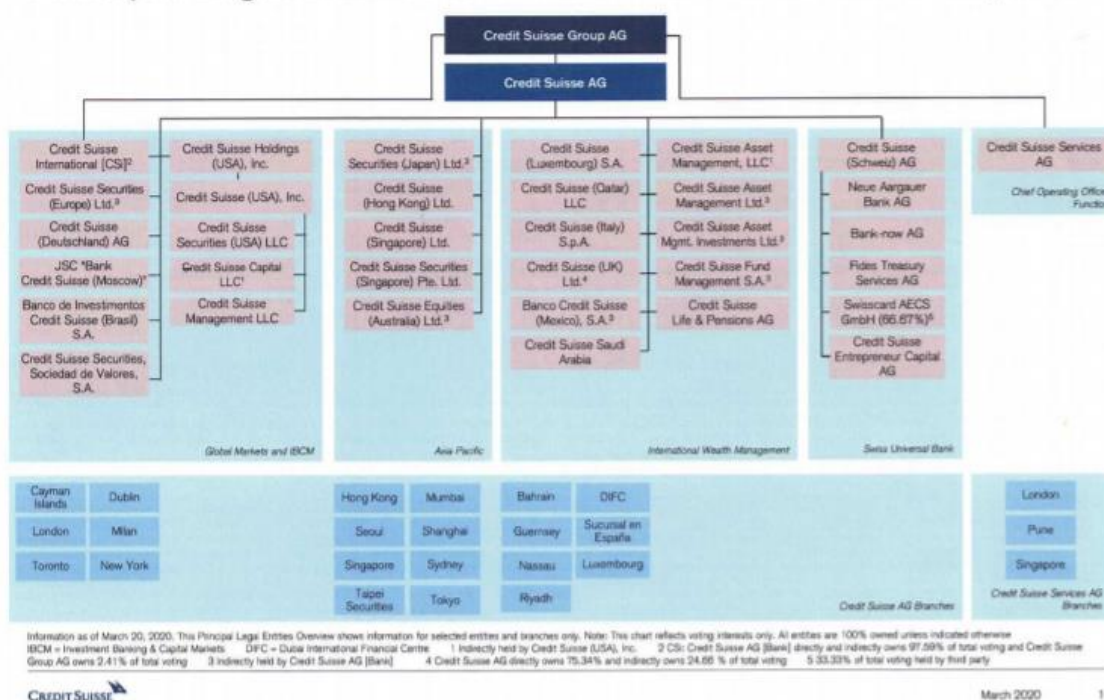 Credit Suisse Group AG
Credit Suisse AG
Credit Suisse
International [CSi]²
Credit Suisse Securities
(Europe) Ltd.³
Credit Suisse
(Deutschland) AG
JSC "Bank
Credit Suisse (Moscow)"
Banco de Investimentos
Credit Suisse (Brasil)
S.A.
Credit Suisse Securities,
Sociedad de Valores,
S.A.
Credit Suisse Holdings
(USA), Inc.
Credit Suisse (USA), Inc.
Credit Suisse
Securities (USA) LLC
Credit Suisse Capital
LLC¹
Credit Suisse
Management LLC
Global Markets and IBCM
Credit Suisse
Securities (Japan) Ltd.³
Credit Suisse
(Hong Kong) Ltd.
Credit Suisse
(Singapore) Ltd.
Credit Suisse Securities
(Singapore) Pte. Ltd.
Credit Suisse Equities
(Australia) Ltd.³
Asia Pacific
Credit Suisse
(Luxembourg) S.A.
Credit Suisse (Qatar)
LLC
Credit Suisse (Italy)
S.p.A.
Credit Suisse (UK)
Ltd.⁴
Banco Credit Suisse
(Mexico), S.A.³
Credit Suisse Saudi
Arabia
Credit Suisse Asset
Management, LLC¹
Credit Suisse Asset
Management Ltd.³
Credit Suisse Asset
Mgmt. Investments Ltd.³
Credit Suisse Fund
Management S.A.³
Credit Suisse
Life & Pensions AG
International Wealth Management
Credit Suisse
(Schweiz) AG
Neue Aargauer
Bank AG
Bank-now AG
Fides Treasury
Services AG
Swisscard AECS
GmbH (66.67%)⁵
Credit Suisse
Entrepreneur Capital
AG
Swiss Universal Bank
Credit Suisse Services
AG
Chief Operating Office
Functio
Cayman
Islands
Dublin
London
Milan
Toronto
New York
Hong Kong
Mumbai
Seoul
Shanghai
Singapore
Sydney
Taipei
Securities
Tokyo
Bahrain
DIFC
Guernsey
Sucursal en
España
Nassau
Luxembourg
Riyadh
Credit Suisse AG Branches
London
Pune
Singapore
Credit Suisse Services AG
Branches
Information as of March 20, 2020. This Principal Legal Entities Overview shows information for selected entities and branches only. Note: This chart reflects voting interests only. All entities are 100% owned unless indicated otherwise
IBCM = Investment Banking & Capital Markets DIFC = Dubai International Financial Centre 1 Indirectly held by Credit Suisse (USA), Inc. 2 CSi: Credit Suisse AG [Bank] directly and indirectly owns 97.59% of total voting and Credit Suisse
Group AG owns 2.41% of total voting 3 Indirectly held by Credit Suisse AG [Bank] 4 Credit Suisse AG directly owns 75.34% and indirectly owns 24.66 % of total voting 5 33.33% of total voting held by third party
CREDIT SUISSE
March 2020 1